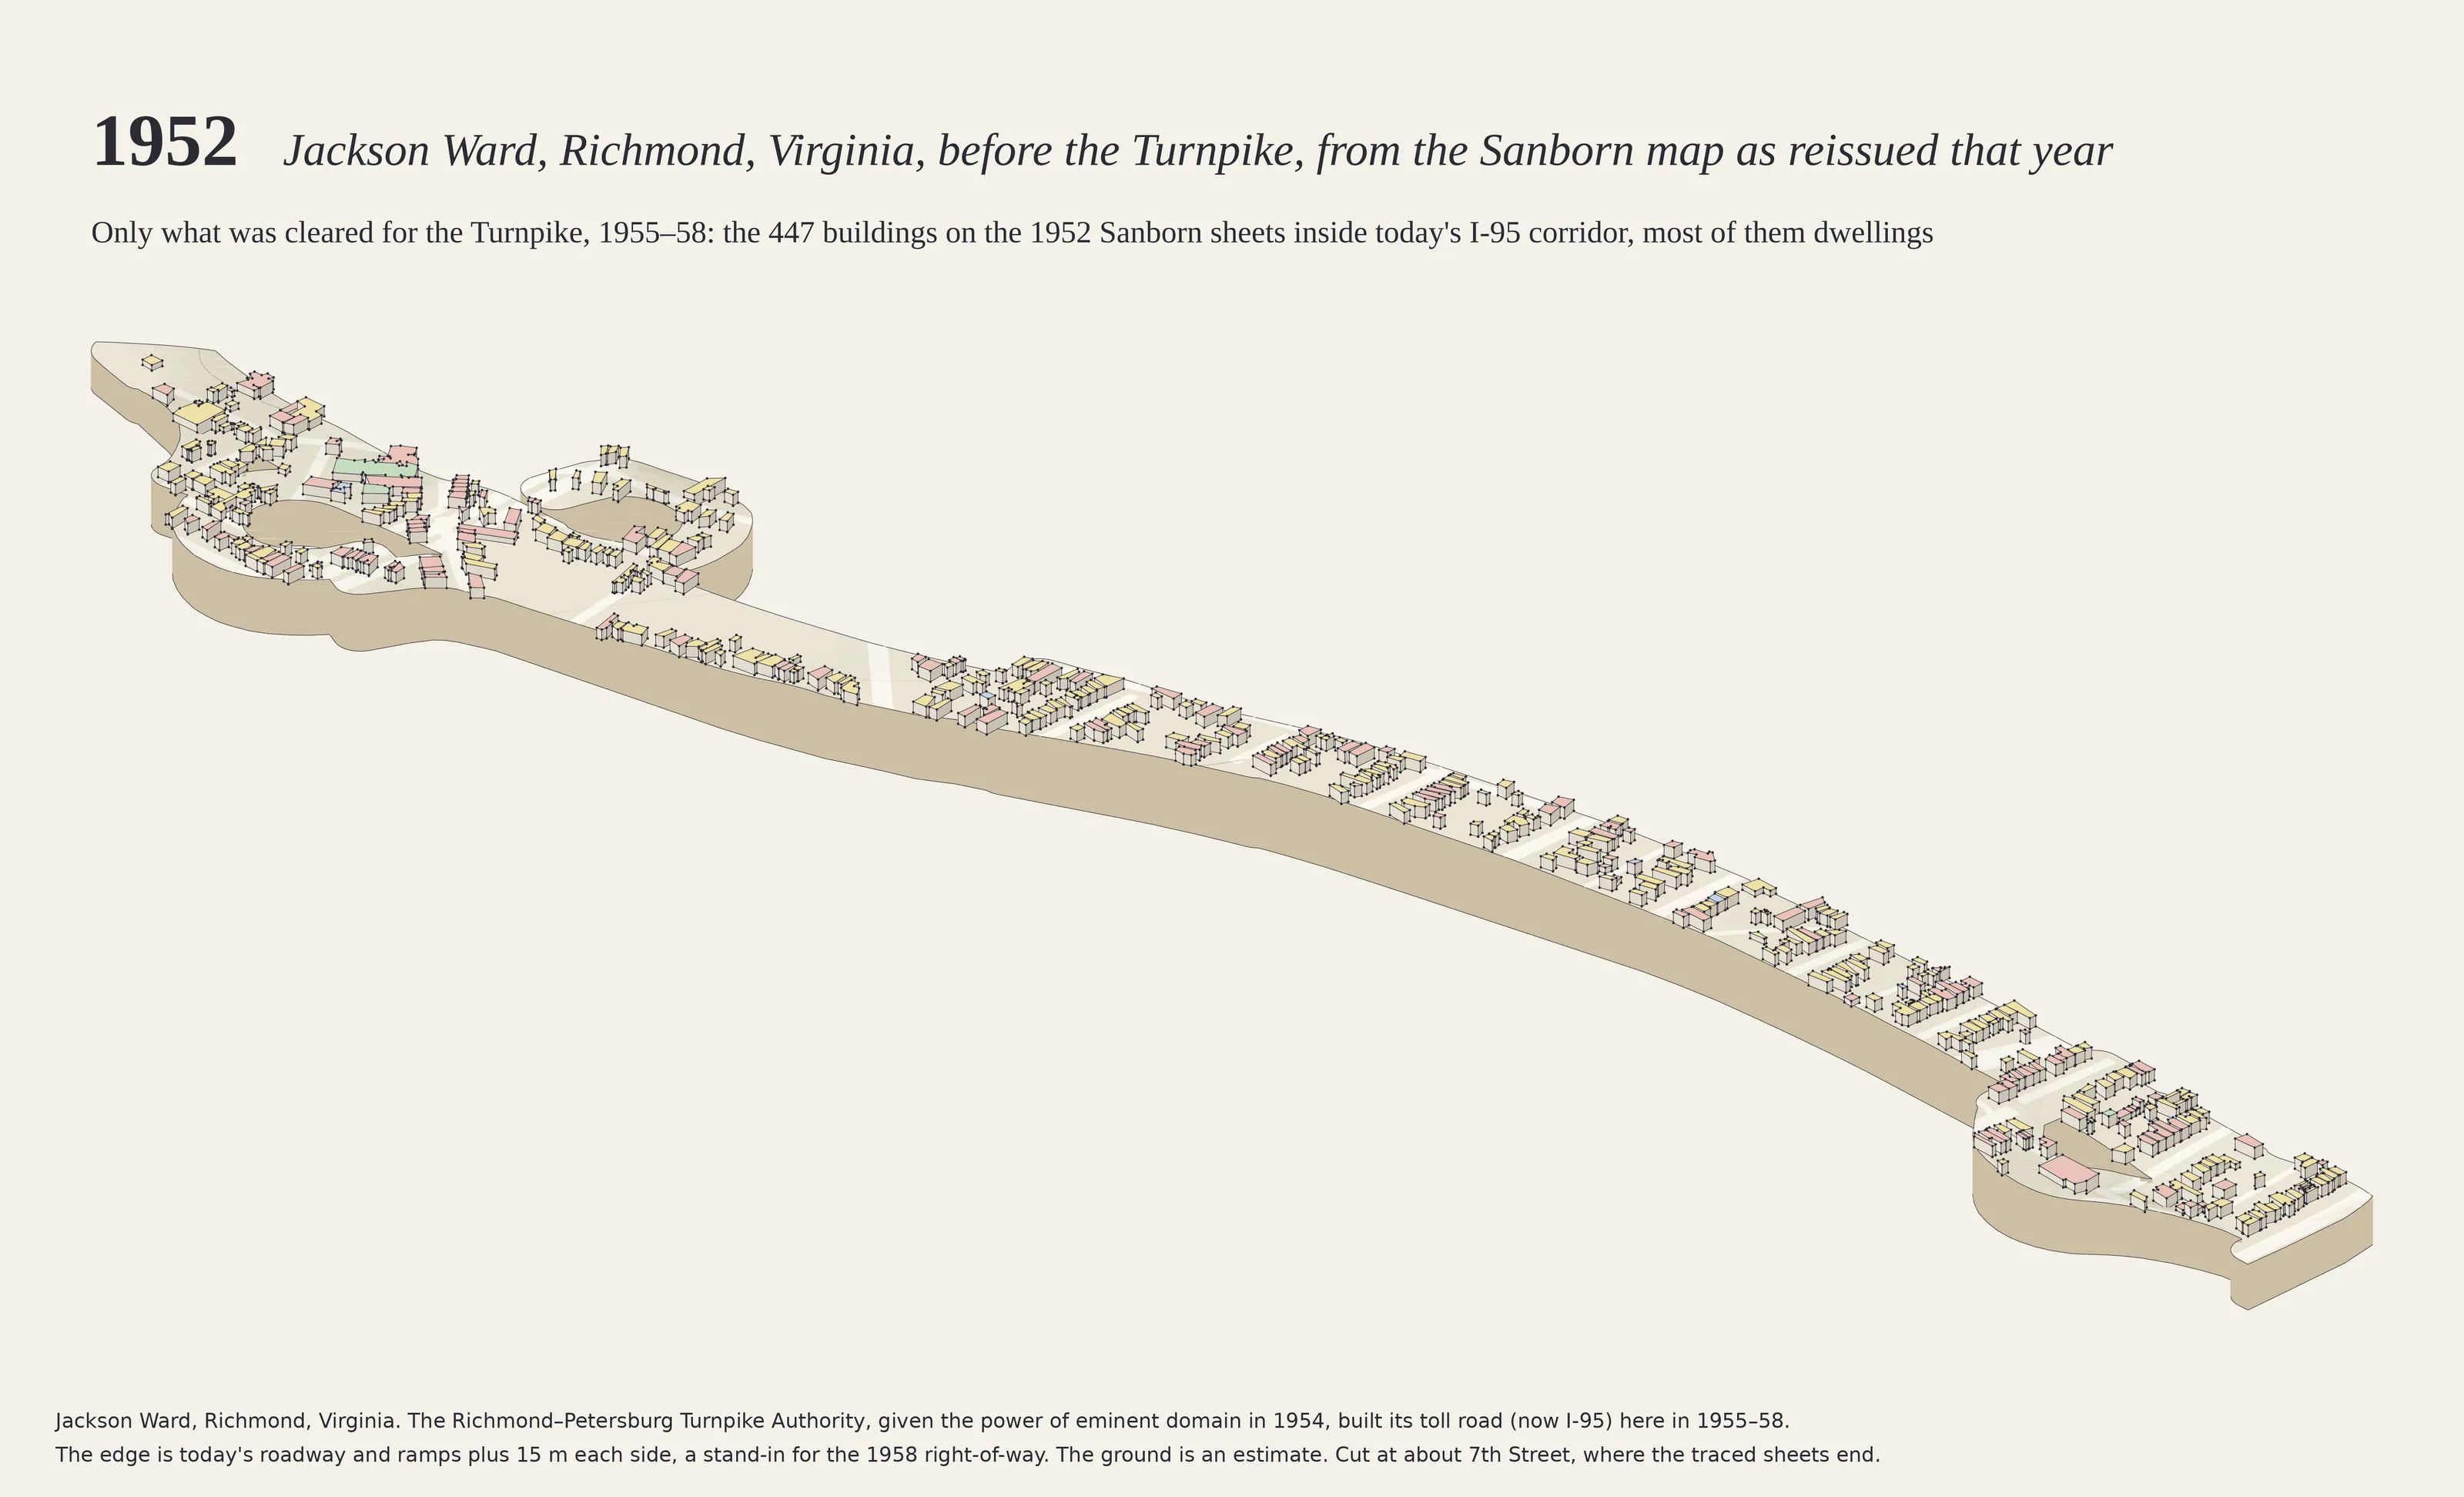 1952 Jackson Ward, Richmond, Virginia, before the Turnpike, from the Sanborn map as reissued that year
Only what was cleared for the Turnpike, 1955–58: the 447 buildings on the 1952 Sanborn sheets inside today's I-95 corridor, most of them dwellings
Jackson Ward, Richmond, Virginia. The Richmond–Petersburg Turnpike Authority, given the power of eminent domain in 1954, built its toll road (now I-95) here in 1955–58.
The edge is today's roadway and ramps plus 15 m each side, a stand-in for the 1958 right-of-way. The ground is an estimate. Cut at about 7th Street, where the traced sheets end.